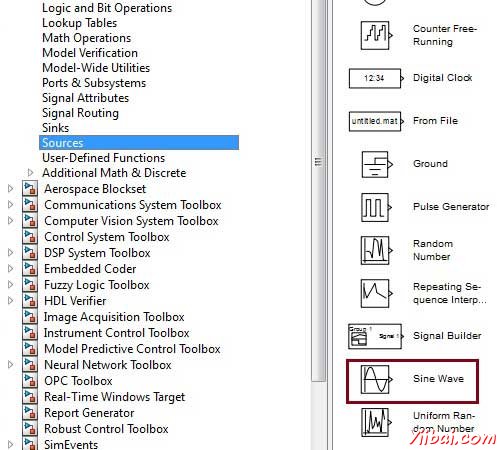 Logic and Bit Operations
Lookup Tables
Math Operations
Model Verification
Model-Wide Utilities
Ports & Subsystems
Signal Attributes
Signal Routing
Sinks
Sources
User-Defined Functions
Additional Math & Discrete
Aerospace Blockset
Communications System Toolbox
Computer Vision System Toolbox
Control System Toolbox
DSP System Toolbox
Embedded Coder
Fuzzy Logic Toolbox
HDL Verifier
Image Acquisition Toolbox
Instrument Control Toolbox
Model Predictive Control Toolbox
Neural Network Toolbox
OPC Toolbox
Real-Time Windows Target
Report Generator
Robust Control Toolbox
SimEvents
Counter Free-
Running
12:34
Digital Clock
untitled.mat
From File
Ground
Pulse Generator
Random
Number
Repeating Se-
quence Interp...
Group 1
Signal 1
Signal Builder
Sine Wave
Uniform Ran-
dom Number
Yiibai.com